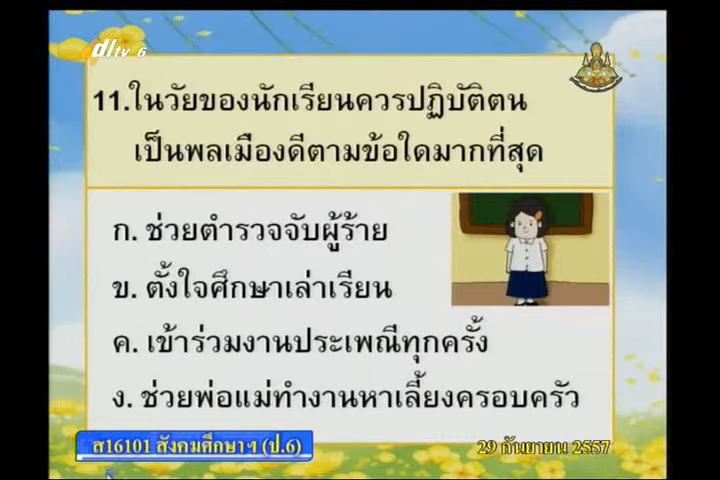 dltv 6
11.ในวัยของนักเรียนควรปฏิบัติตน
เป็นพลเมืองดีตามข้อใดมากที่สุด
ก. ช่วยตำรวจจับผู้ร้าย
ข. ตั้งใจศึกษาเล่าเรียน
ค. เข้าร่วมงานประเพณีทุกครั้ง
ง. ช่วยพ่อแม่ทำงานหาเลี้ยงครอบครัว
ส16101 สังคมศึกษาฯ (ป.6)
29 กันยายน 2557